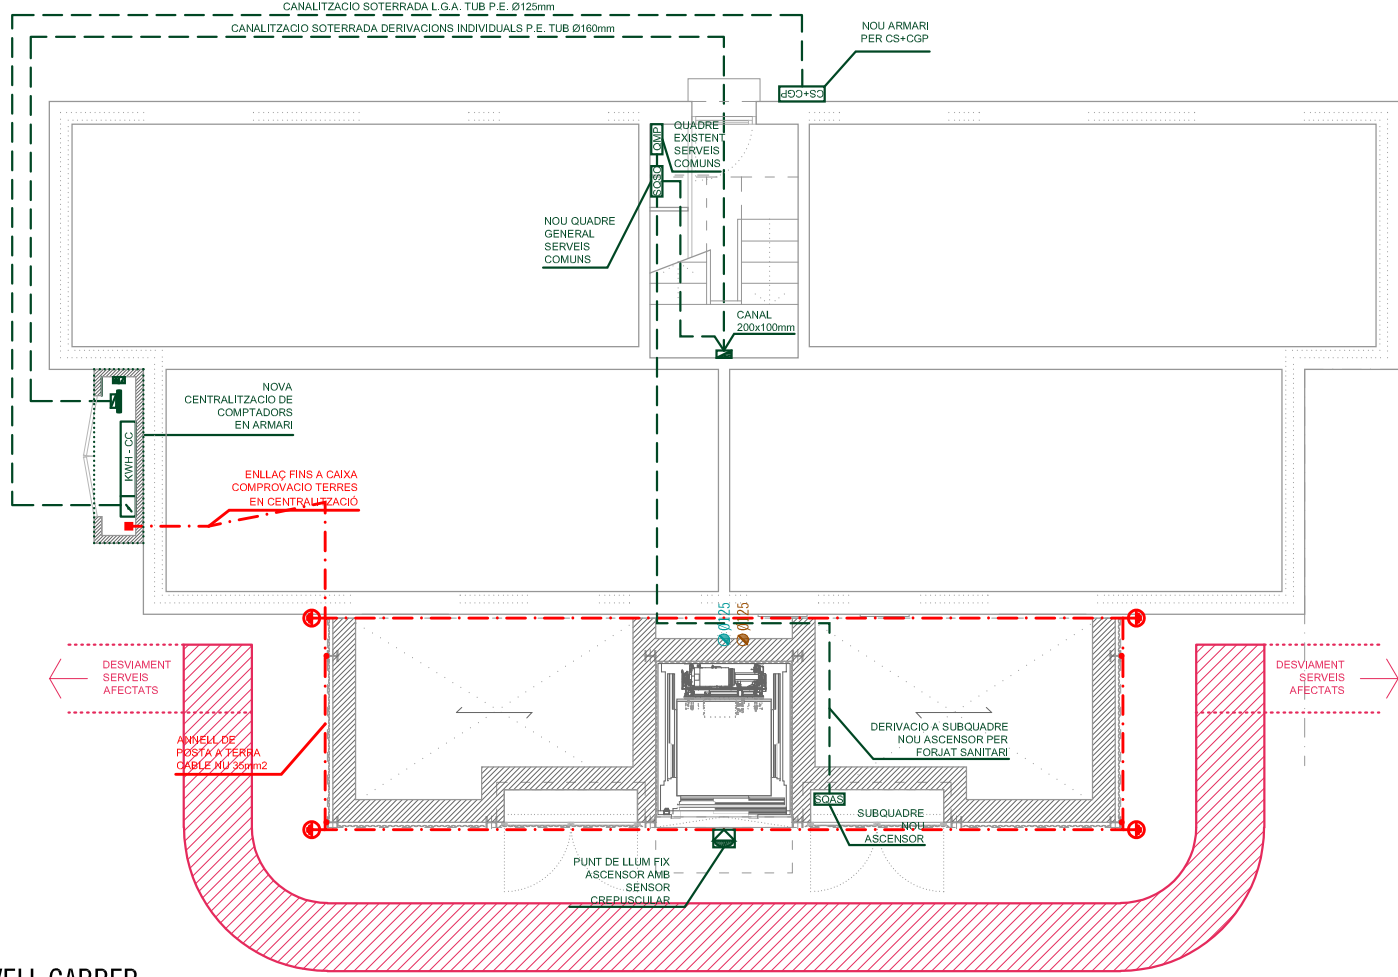 CANALITZACIO SOTERRADA L.G.A. TUB P.E. Ø125mm
CANALITZACIO SOTERRADA DERIVACIONS INDIVIDUALS P.E. TUB Ø160mm
NOU ARMARI
PER CS+CGP
CS+CGP
QMP
QUADRE
EXISTENT
SERVEIS
COMUNS
NOU QUADRE
GENERAL
SERVEIS
COMUNS
CANAL
200x100mm
NOVA
CENTRALITZACIO DE
COMPTADORS
EN ARMARI
KWH - CC
ENLLAÇ FINS A CAIXA
COMPROVACIO TERRES
EN CENTRALITZACIÓ
Ø125
Ø125
DESVIAMENT
SERVEIS
AFECTATS
DESVIAMENT
SERVEIS
AFECTATS
ANNELL DE
POSTA A TERRA
CABLE NU 35mm2
DERIVACIO A SUBQUADRE
NOU ASCENSOR PER
FORJAT SANITARI
SQAS
SUBQUADRE
NOU
ASCENSOR
PUNT DE LLUM FIX
ASCENSOR AMB
SENSOR
CREPUSCULAR